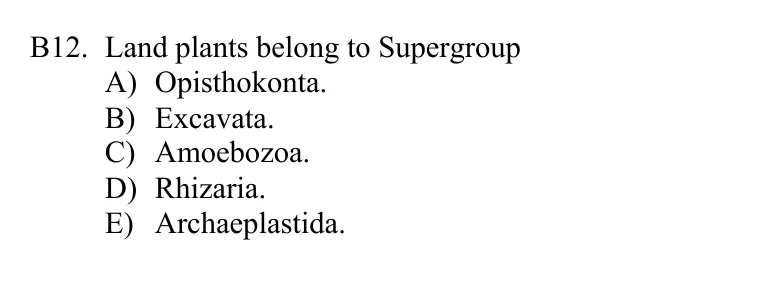 B12. Land plants belong to Supergroup
A) Opisthokonta.
B) Excavata.
C) Amoebozoa.
D) Rhizaria.
E) Archaeplastida.